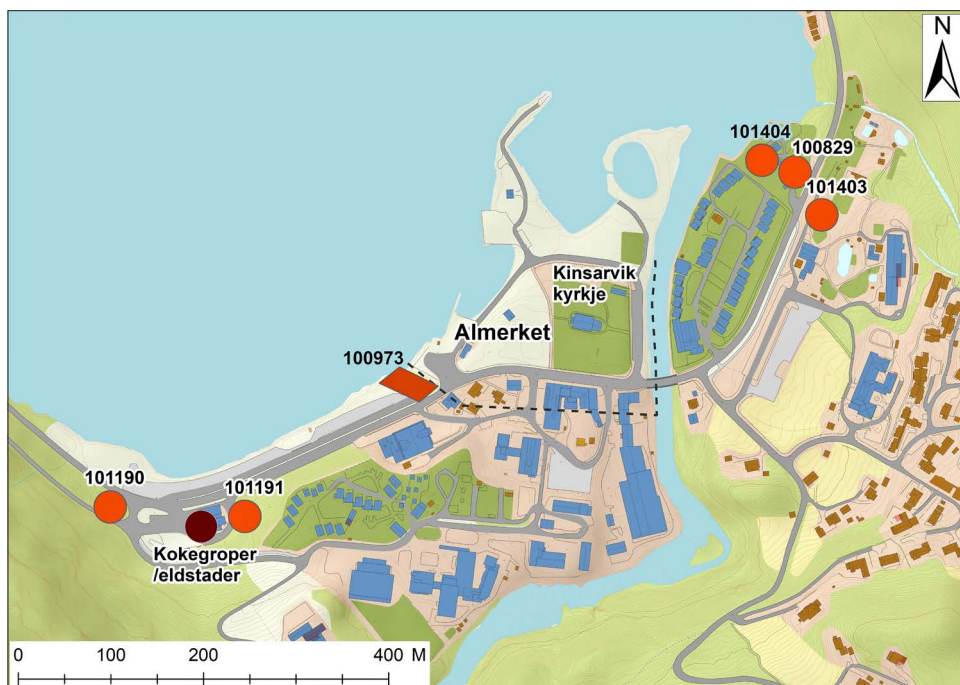 N
101404
100829
101403
Kinsarvik
kyrkje
Almerket
100973
101190
101191
Kokegroper
/eldstader
0 100 200 400 M